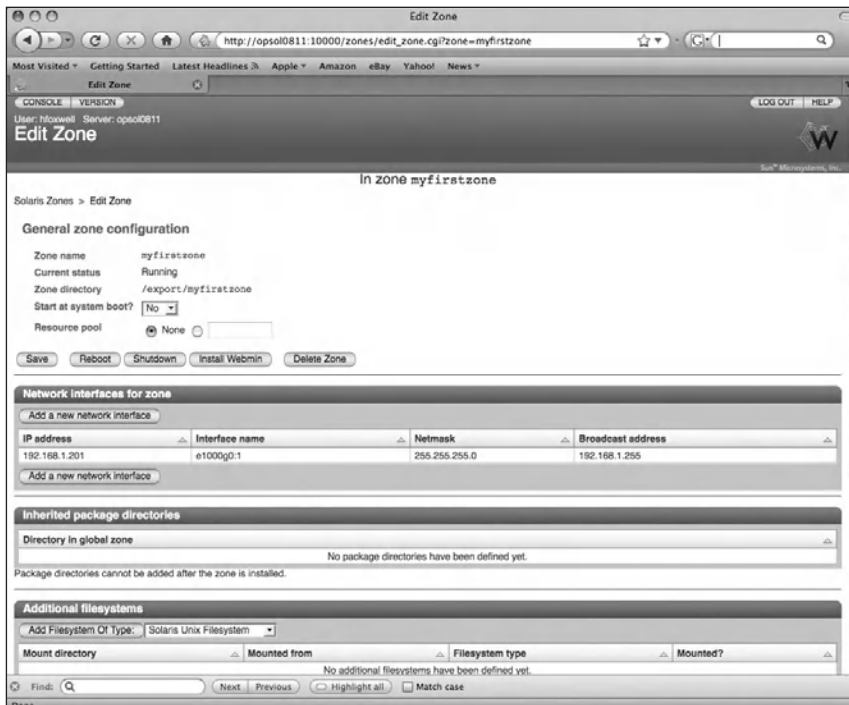 Edit Zone
http://opsol0811:10000/zones/edit_zone.cgi?zone=myfirstzone
Most Visited Getting Started Latest Headlines Apple Amazon eBay Yahoo! News
Edit Zone
CONSOLE VERSION LOG OUT HELP
User: hfoxwell Server: opsol0811
Edit Zone
Sun™ Microsystems, Inc.
In zone myfirstzone
Solaris Zones > Edit Zone
General zone configuration
Zone name myfirstzone
Current status Running
Zone directory /export/myfirstzone
Start at system boot? No
Resource pool None
Save Reboot Shutdown Install Webmin Delete Zone
Network interfaces for zone
Add a new network interface
IP address Interface name Netmask Broadcast address
192.168.1.201 e1000g0:1 255.255.255.0 192.168.1.255
Add a new network interface
Inherited package directories
Directory in global zone
No package directories have been defined yet.
Package directories cannot be added after the zone is installed.
Additional filesystems
Add Filesystem Of Type: Solaris Unix Filesystem
Mount directory Mounted from Filesystem type Mounted?
No additional filesystems have been defined yet.
Find: Next Previous Highlight all Match case